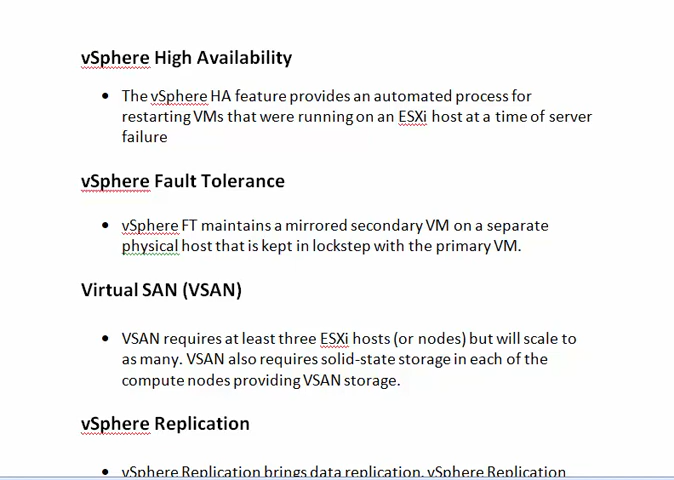 vSphere High Availability
• The vSphere HA feature provides an automated process for
restarting VMs that were running on an ESXi host at a time of server
failure
vSphere Fault Tolerance
• vSphere FT maintains a mirrored secondary VM on a separate
physical host that is kept in lockstep with the primary VM.
Virtual SAN (VSAN)
• VSAN requires at least three ESXi hosts (or nodes) but will scale to
as many. VSAN also requires solid-state storage in each of the
compute nodes providing VSAN storage.
vSphere Replication
• vSphere Replication brings data replication. vSphere Replication